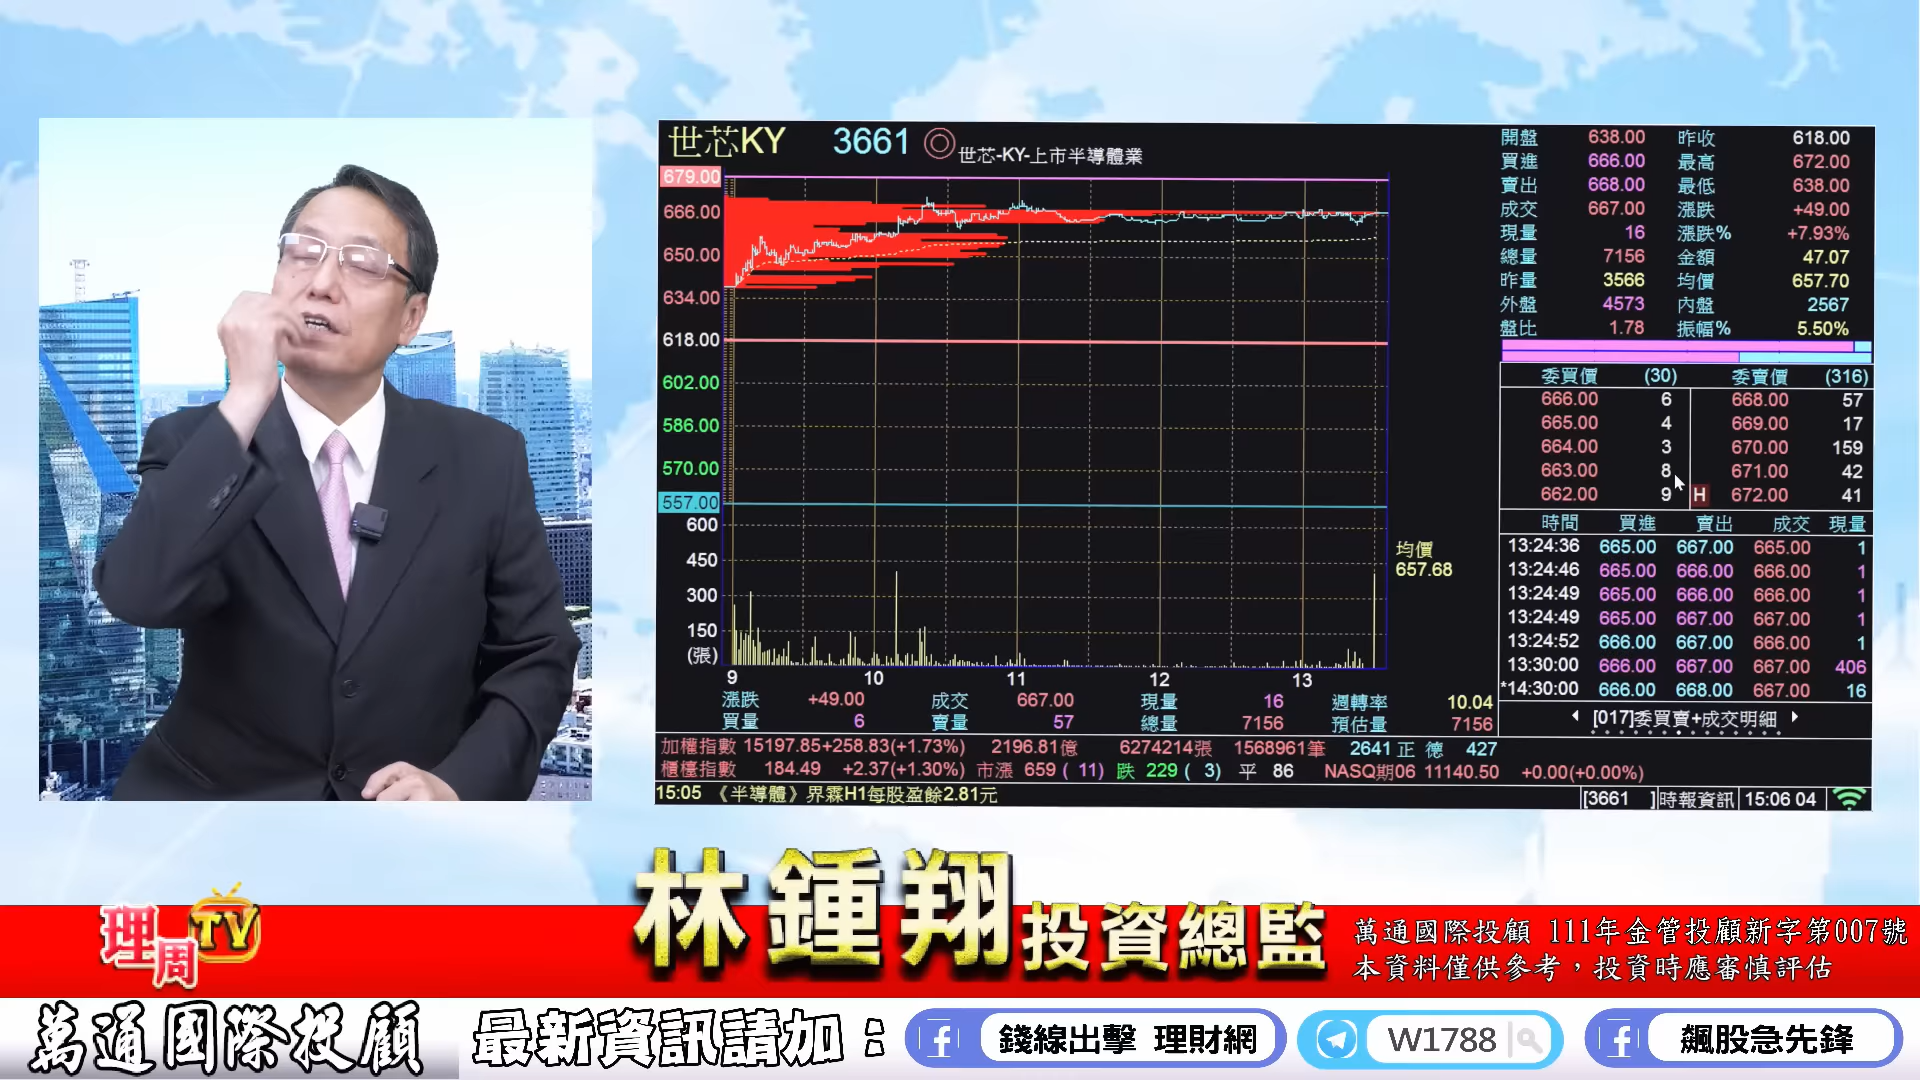 世芯KY 3661 ◎ 世芯-KY-上市半導體業
679.00
666.00
650.00
634.00
618.00
602.00
586.00
570.00
557.00
600
450
300
150
(張)
9 10 11 12 13
均價
657.68
漲跌 +49.00 成交 667.00 現量 16 週轉率 10.04
買量 6 賣量 57 總量 7156 預估量 7156
開盤 638.00 昨收 618.00
買進 666.00 最高 672.00
賣出 668.00 最低 638.00
成交 667.00 漲跌 +49.00
現量 16 漲跌% +7.93%
總量 7156 金額 47.07
昨量 3566 均價 657.70
外盤 4573 內盤 2567
盤比 1.78 振幅% 5.50%
委買價 (30) 委賣價 (316)
666.00 6 668.00 57
665.00 4 669.00 17
664.00 3 670.00 159
663.00 8 671.00 42
662.00 9 H 672.00 41
時間 買進 賣出 成交 現量
13:24:36 665.00 667.00 665.00 1
13:24:46 665.00 666.00 666.00 1
13:24:49 665.00 666.00 666.00 1
13:24:49 665.00 667.00 667.00 1
13:24:52 666.00 667.00 666.00 1
13:30:00 666.00 667.00 667.00 406
*14:30:00 666.00 668.00 667.00 16
[017]委買賣+成交明細
加權指數 15197.85+258.83(+1.73%) 2196.81億 6274214張 1568961筆 2641 正 德 427
櫃檯指數 184.49 +2.37(+1.30%) 市漲 659 ( 11) 跌 229 ( 3) 平 86 NASQ期06 11140.50 +0.00(+0.00%)
15:05 《半導體》界霖H1每股盈餘2.81元 [3661 ]時報資訊 15:06 04
林鍾翔 投資總監
理周TV
萬通國際投顧 111年金管投顧新字第007號
本資料僅供參考，投資時應審慎評估
萬通國際投顧 最新資訊請加： 錢線出擊 理財網 W1788 飆股急先鋒